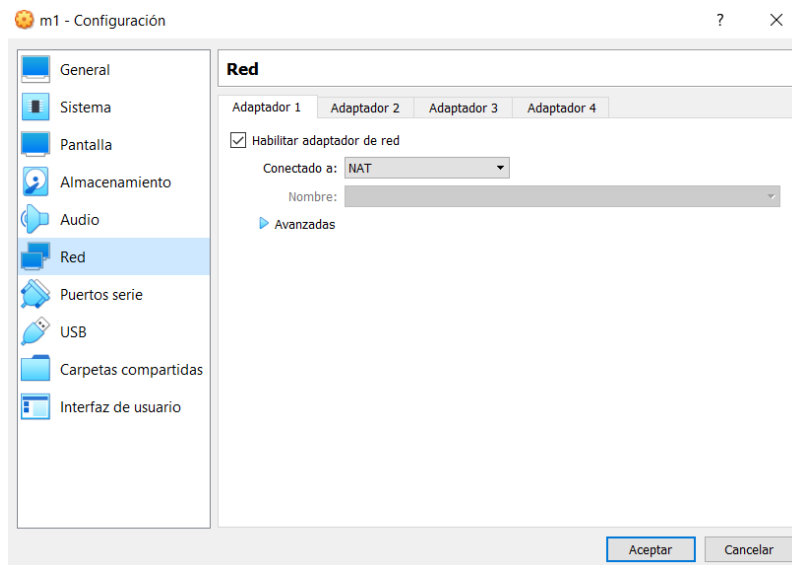 m1 - Configuración
?
General
Sistema
Pantalla
Almacenamiento
Audio
Red
Puertos serie
USB
Carpetas compartidas
Interfaz de usuario
Red
Adaptador 1 Adaptador 2 Adaptador 3 Adaptador 4
Habilitar adaptador de red
Conectado a: NAT
Nombre:
Avanzadas
Aceptar Cancelar